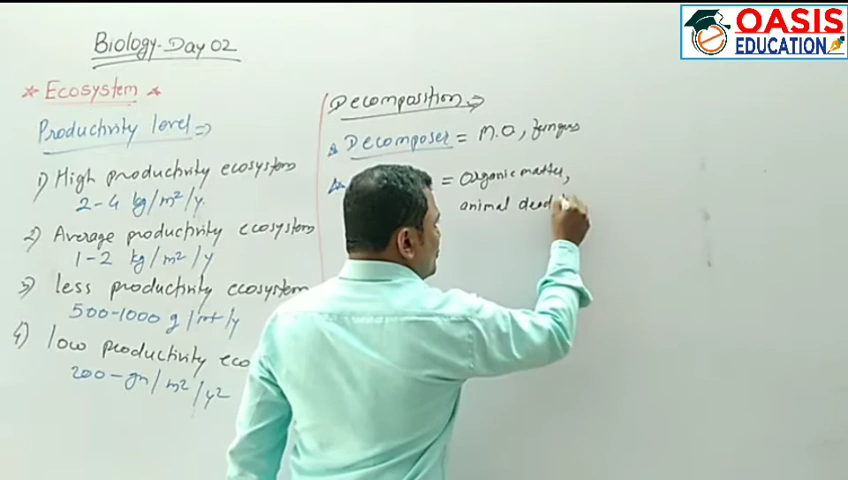 OASIS
EDUCATION
Biology-Day 02
* Ecosystem *
Productivity level =>
1) High productivity ecosystem
2-4 kg/m²/y.
2) Average productivity ecosystem
1-2 kg/m²/y
3) less productivity ecosystem
500-1000 g/m²/y
4) low productivity eco
200-gm/m²/y²
Decomposition =>
Decomposer = M.O, fungus
= Organic matter,
animal dead